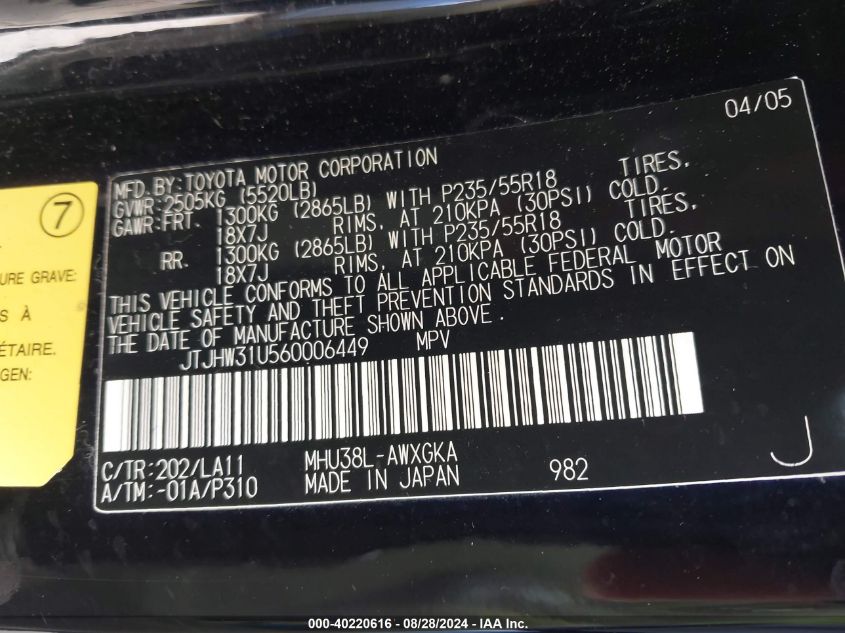 04/05
MFD.BY:TOYOTA MOTOR CORPORATION
GVWR:2505KG (5520LB)
GAWR:FRT. 1300KG (2865LB) WITH P235/55R18 TIRES,
18X7J RIMS, AT 210KPA (30PSI) COLD.
RR. 1300KG (2865LB) WITH P235/55R18 TIRES,
18X7J RIMS, AT 210KPA (30PSI) COLD.
THIS VEHICLE CONFORMS TO ALL APPLICABLE FEDERAL MOTOR
VEHICLE SAFETY AND THEFT PREVENTION STANDARDS IN EFFECT ON
THE DATE OF MANUFACTURE SHOWN ABOVE.
JTJHW31U560006449 MPV
C/TR:202/LA11 MHU38L-AWXGKA
A/TM:-01A/P310 MADE IN JAPAN 982
J
7
URE GRAVE:
S À
ÉTAIRE.
GEN:
000-40220616 - 08/28/2024 - IAA Inc.